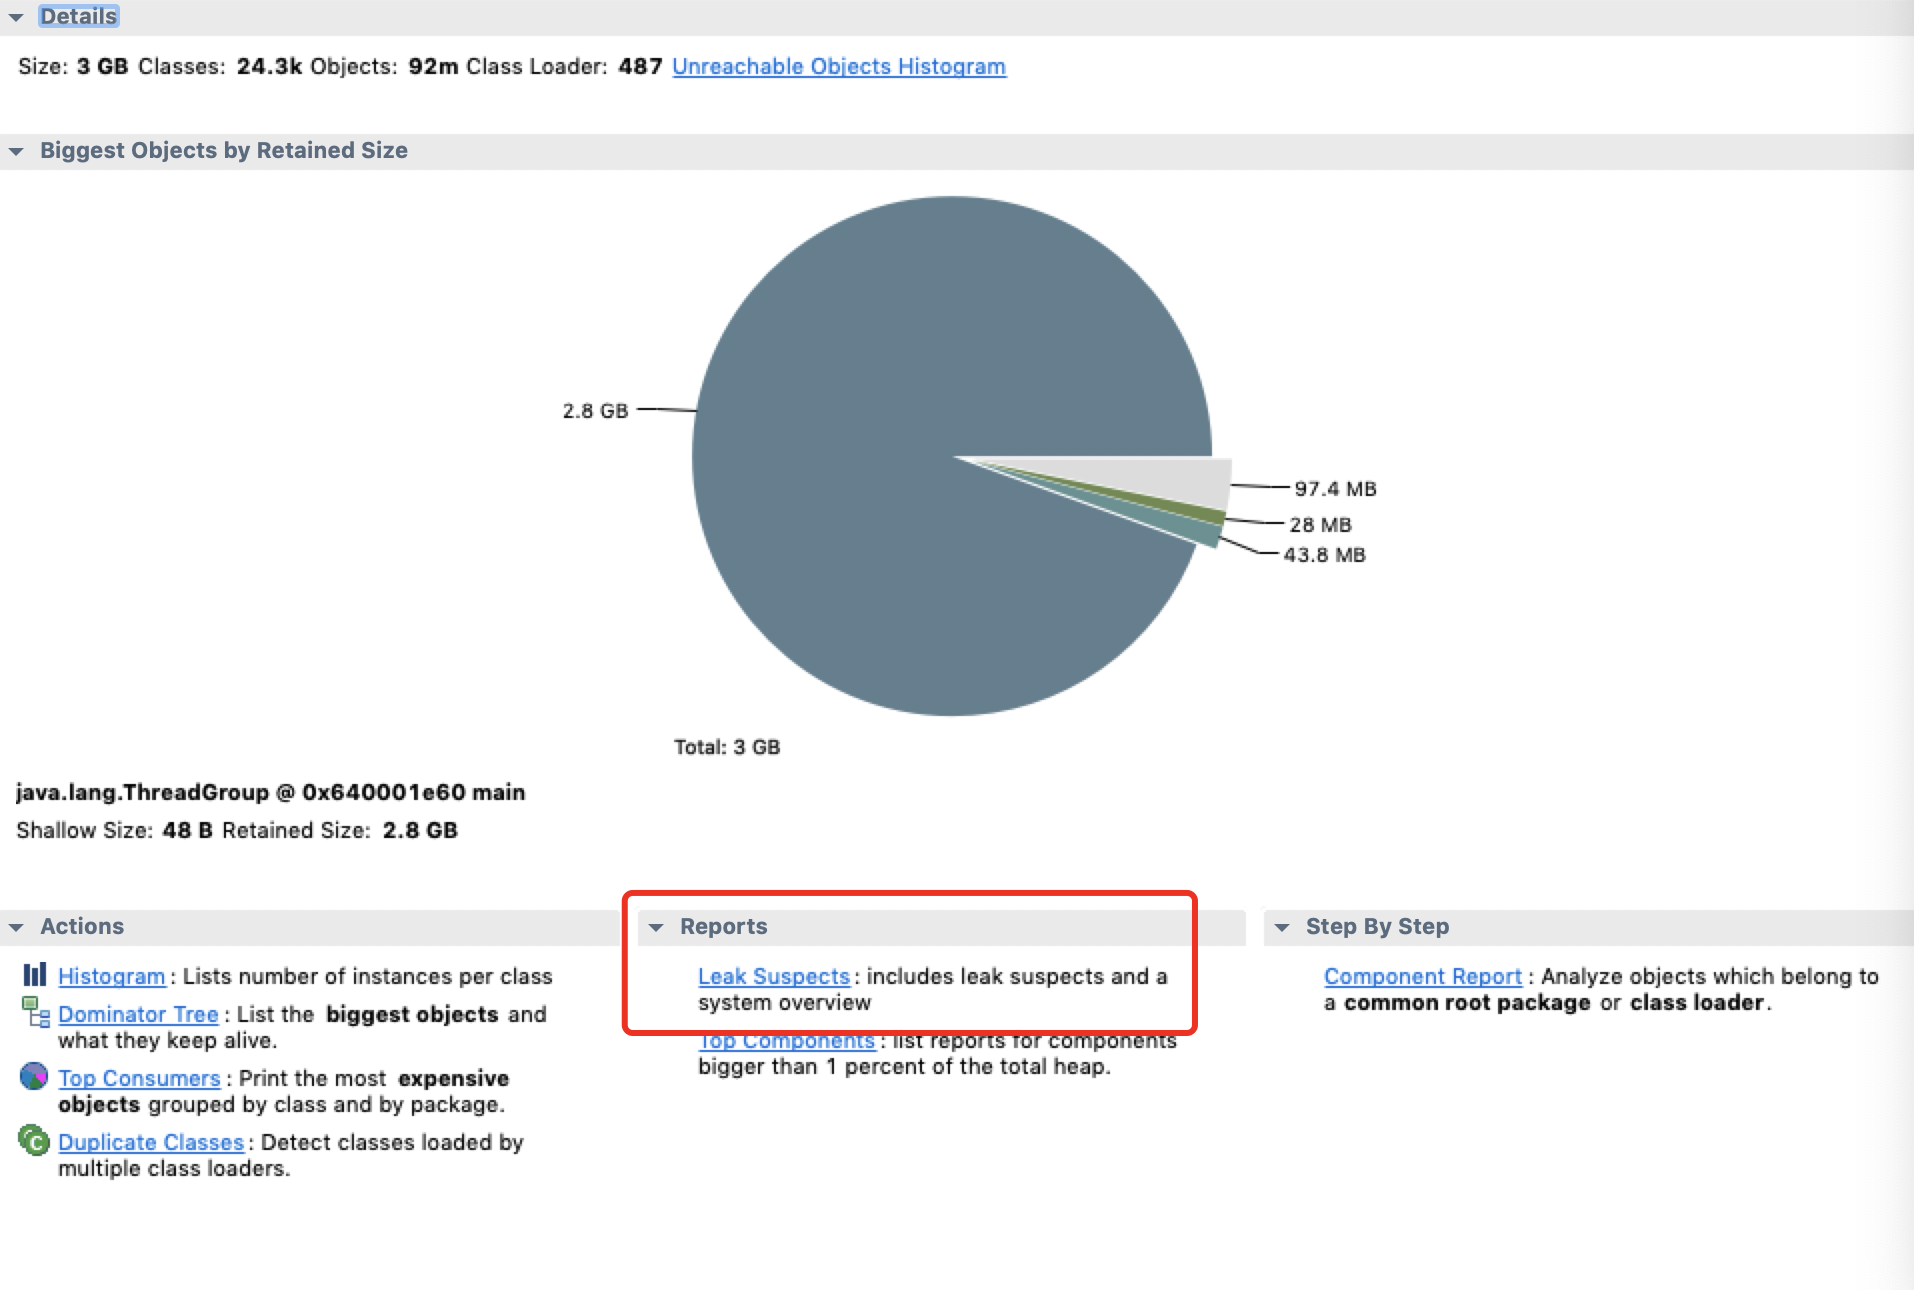 Details
Size: 3 GB Classes: 24.3k Objects: 92m Class Loader: 487 Unreachable Objects Histogram
Biggest Objects by Retained Size
2.8 GB
97.4 MB
28 MB
43.8 MB
Total: 3 GB
java.lang.ThreadGroup @ 0x640001e60 main
Shallow Size: 48 B Retained Size: 2.8 GB
Actions
Histogram : Lists number of instances per class
Dominator Tree : List the biggest objects and
what they keep alive.
Top Consumers : Print the most expensive
objects grouped by class and by package.
Duplicate Classes : Detect classes loaded by
multiple class loaders.
Reports
Leak Suspects : includes leak suspects and a
system overview
Top Components : list reports for components
bigger than 1 percent of the total heap.
Step By Step
Component Report : Analyze objects which belong to
a common root package or class loader.